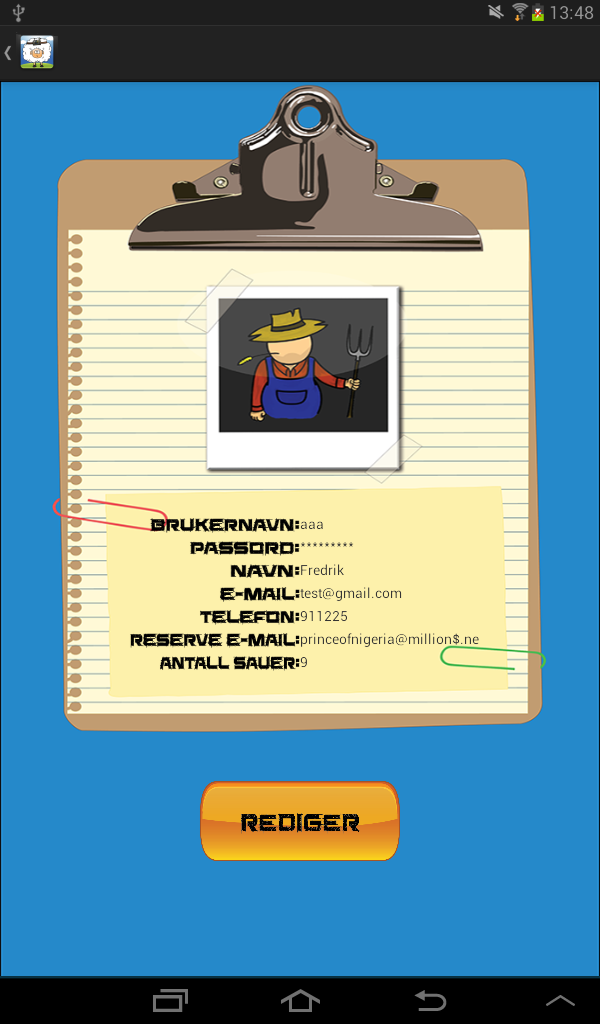 13:48
BRUKERNAVN: aaa
PASSORD: *********
NAVN: Fredrik
E-MAIL: test@gmail.com
TELEFON: 911225
RESERVE E-MAIL: princeofnigeria@million$.ne
ANTALL SAUER: 9
REDIGER